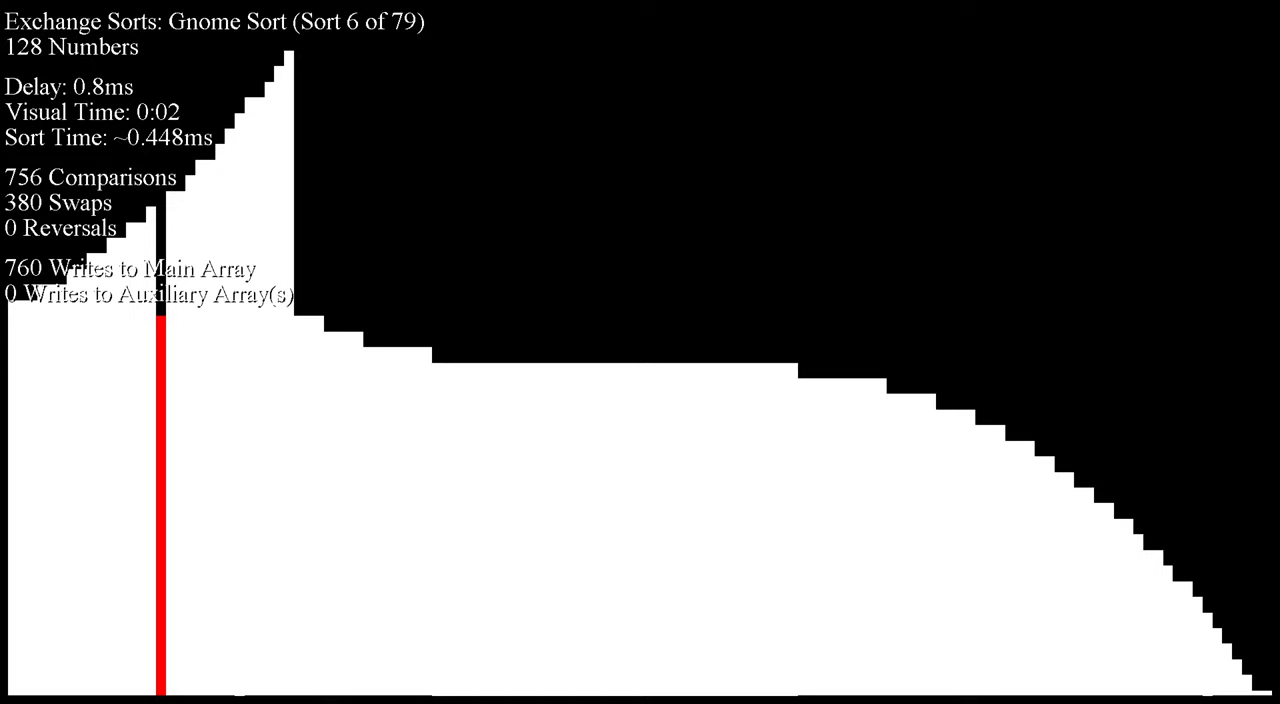 Exchange Sorts: Gnome Sort (Sort 6 of 79)
128 Numbers
Delay: 0.8ms
Visual Time: 0:02
Sort Time: ~0.448ms
756 Comparisons
380 Swaps
0 Reversals
760 Writes to Main Array
0 Writes to Auxiliary Array(s)